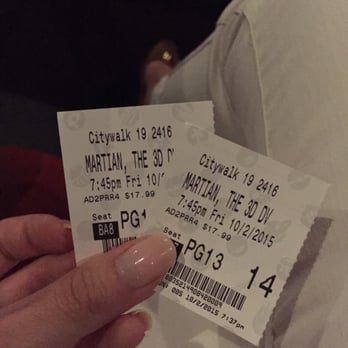 Citywalk 19 2416
MARTIAN, THE 3D DV
7:45pm Fri 10/
AD2PRR4 $17.99
Seat
BA8 PG1
Citywalk 19 2416
MARTIAN, THE 3D DV
7:45pm Fri 10/2/2015
AD2PRR4 $17.99
Seat
PG13 14
005 10/2/2015 7:37pm